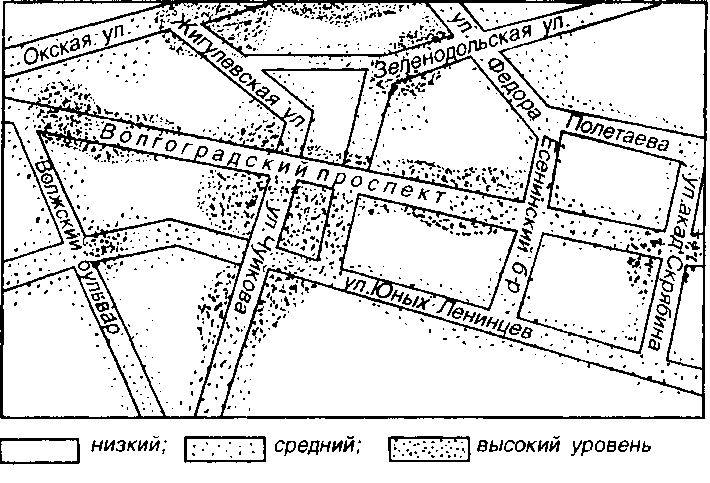 Окская ул.
Жигулевская ул.
Зеленодольская ул.
ул. Федора
Полетаева
Волгоградский проспект
Есенинский б-р
ул. акад. Скрябина
Волжский бульвар
ул. Чуйкова
ул. Юных Ленинцев
низкий; средний; высокий уровень